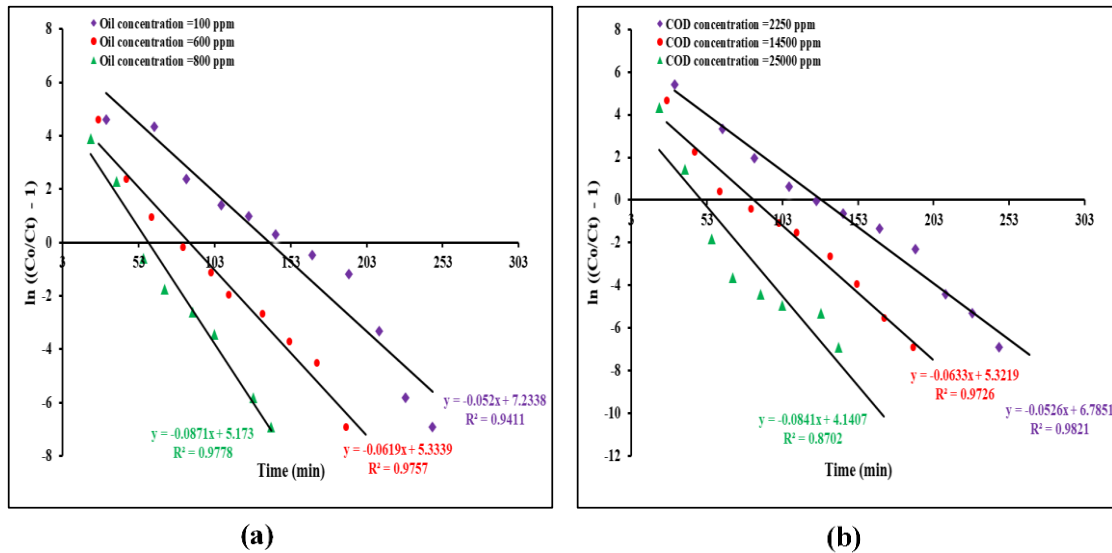 Oil concentration =100 ppm
Oil concentration =600 ppm
Oil concentration =800 ppm
ln ((Co/Ct) - 1)
8
6
4
2
0
-2
-4
-6
-8
3
53
103
153
203
253
303
y = -0.052x + 7.2338
R² = 0.9411
y = -0.0871x + 5.173
R² = 0.9778
y = -0.0619x + 5.3339
R² = 0.9757
Time (min)
(a)
COD concentration =2250 ppm
COD concentration =14500 ppm
COD concentration =25000 ppm
ln ((Co/Ct) - 1)
8
6
4
2
0
-2
-4
-6
-8
-10
-12
3
53
103
153
203
253
303
y = -0.0633x + 5.3219
R² = 0.9726
y = -0.0841x + 4.1407
R² = 0.8702
y = -0.0526x + 6.7851
R² = 0.9821
Time (min)
(b)